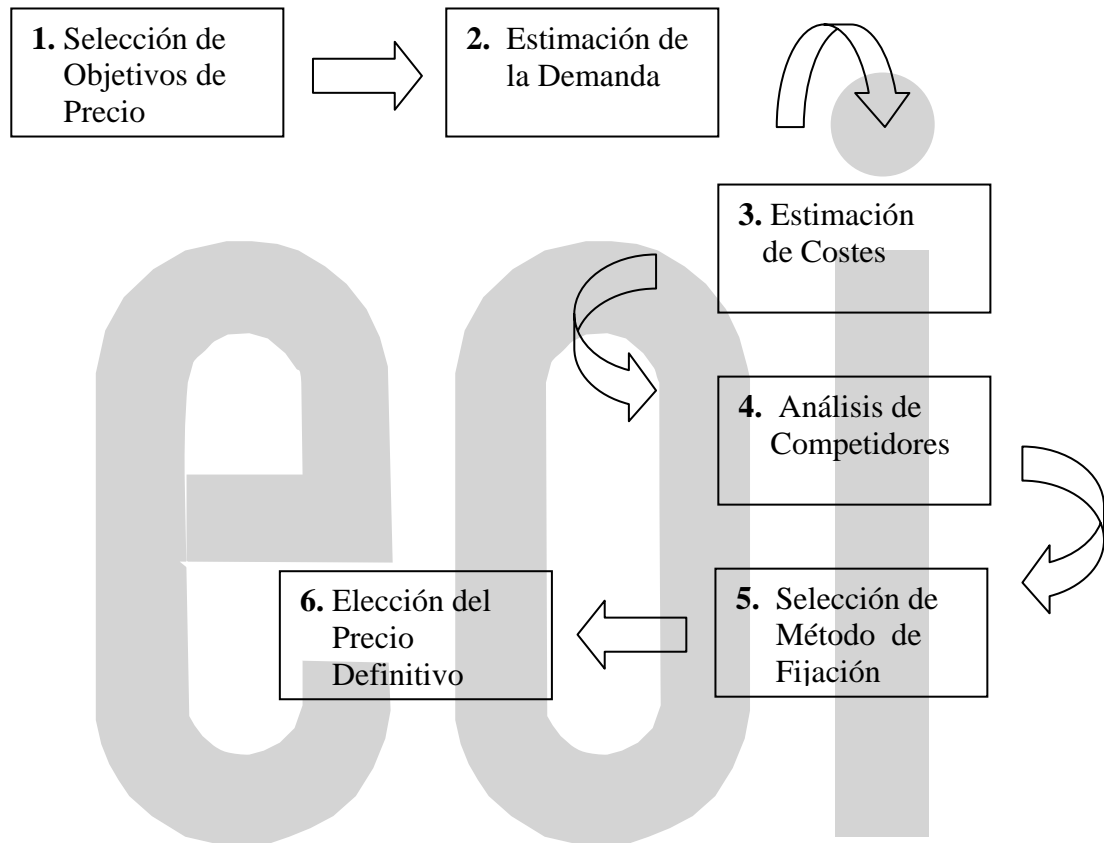 1. Selección de
Objetivos de
Precio
2. Estimación de
la Demanda
3. Estimación
de Costes
4. Análisis de
Competidores
5. Selección de
Método de
Fijación
6. Elección del
Precio
Definitivo
eoi